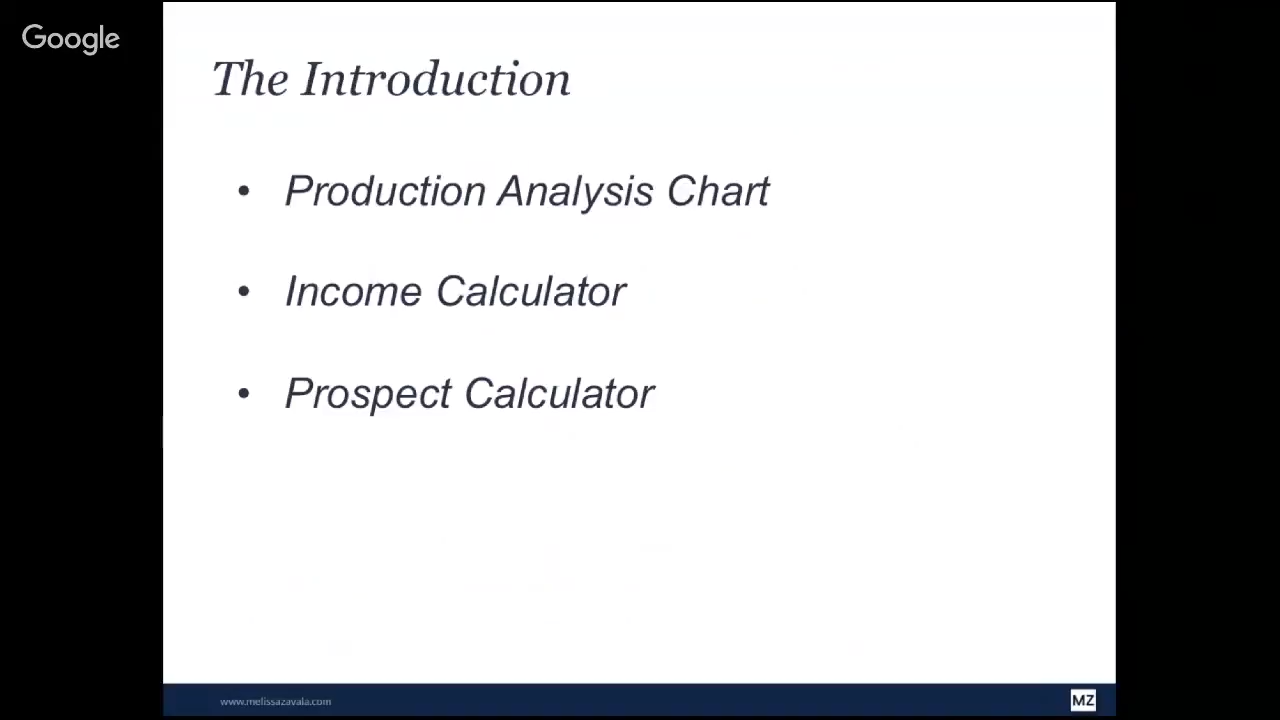 Google
The Introduction
• Production Analysis Chart
• Income Calculator
• Prospect Calculator
www.melissazavala.com
MZ